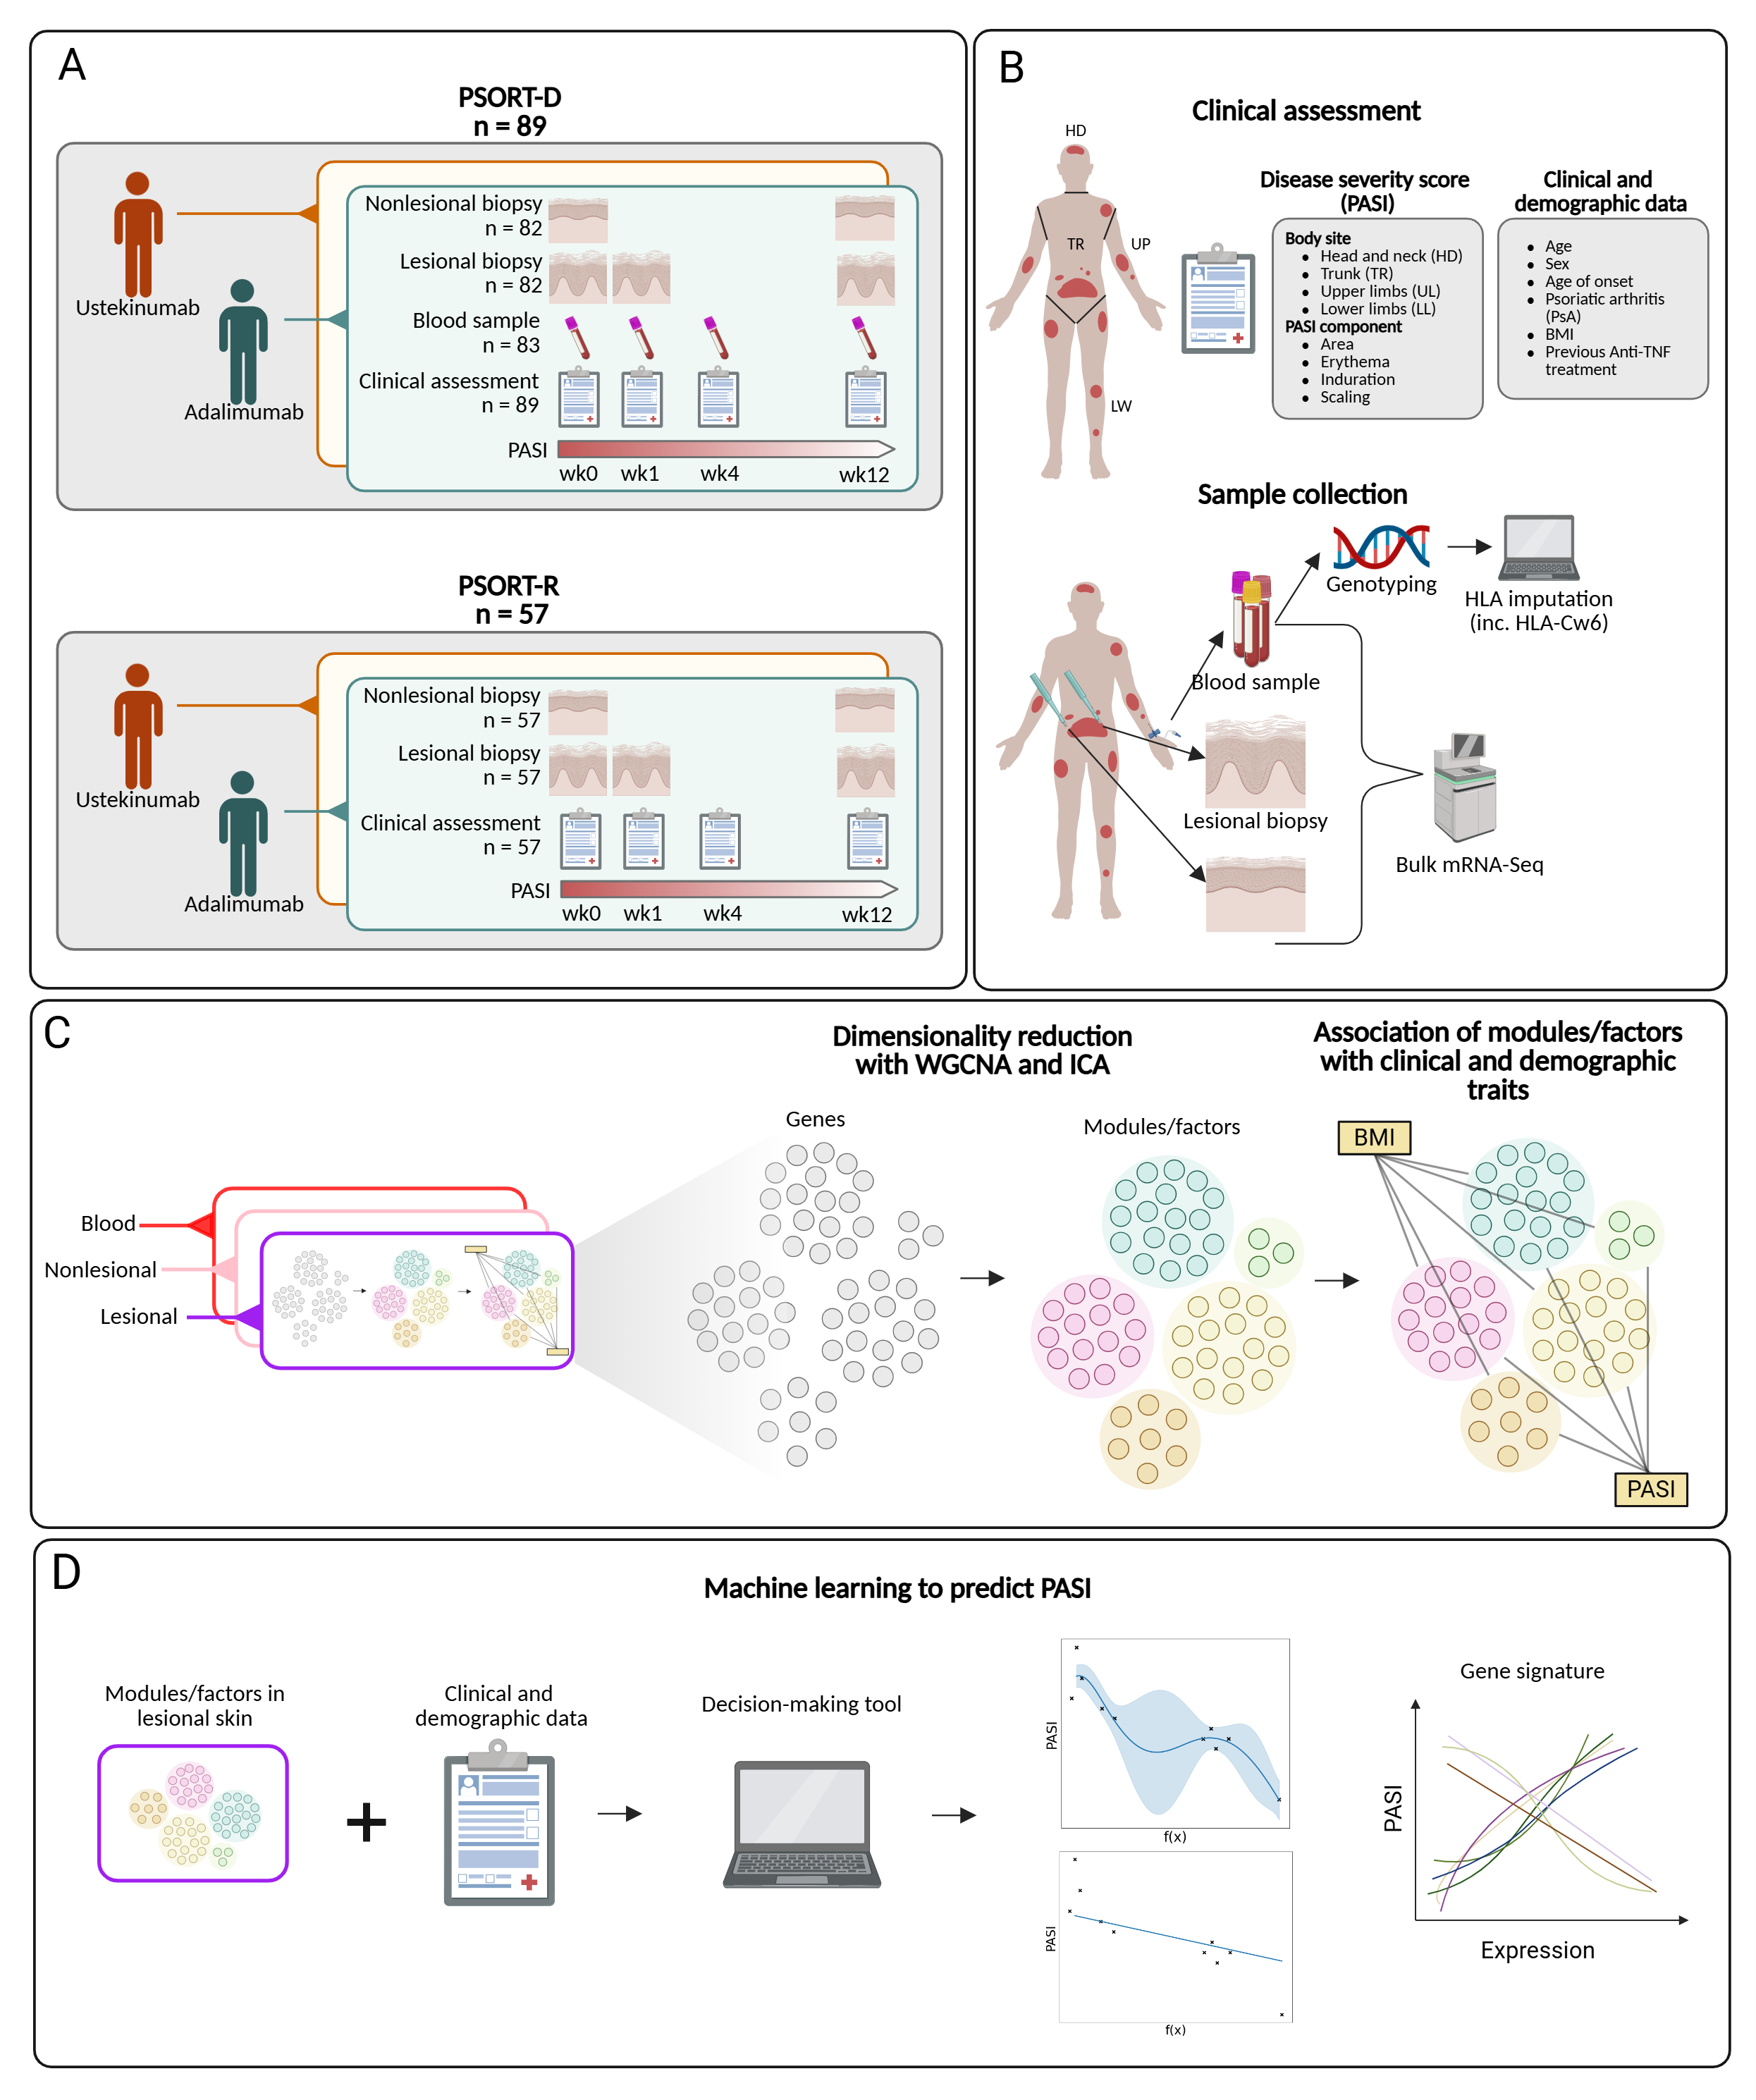 A
PSORT-D
n = 89
Ustekinumab
Adalimumab
Nonlesional biopsy
n = 82
Lesional biopsy
n = 82
Blood sample
n = 83
Clinical assessment
n = 89
PASI
wk0 wk1 wk4 wk12
PSORT-R
n = 57
Ustekinumab
Adalimumab
Nonlesional biopsy
n = 57
Lesional biopsy
n = 57
Clinical assessment
n = 57
PASI
wk0 wk1 wk4 wk12
B
Clinical assessment
HD
TR
UP
LW
Disease severity score
(PASI)
Body site
• Head and neck (HD)
• Trunk (TR)
• Upper limbs (UL)
• Lower limbs (LL)
PASI component
• Area
• Erythema
• Induration
• Scaling
Clinical and
demographic data
• Age
• Sex
• Age of onset
• Psoriatic arthritis
(PsA)
• BMI
• Previous Anti-TNF
treatment
Sample collection
Genotyping
HLA imputation
(inc. HLA-Cw6)
Blood sample
Lesional biopsy
Bulk mRNA-Seq
C
Dimensionality reduction
with WGCNA and ICA
Association of modules/factors
with clinical and demographic
traits
Blood
Nonlesional
Lesional
Genes
Modules/factors
BMI
PASI
D
Machine learning to predict PASI
Modules/factors in
lesional skin
+
Clinical and
demographic data
Decision-making tool
PASI
f(x)
PASI
f(x)
Gene signature
PASI
Expression